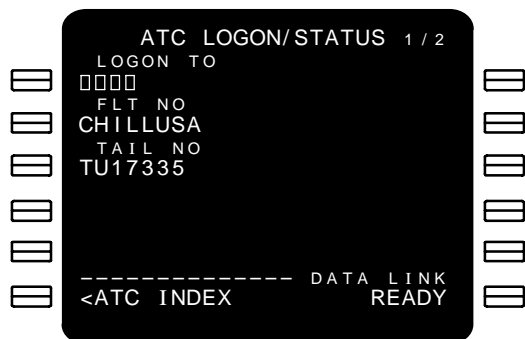 ATC LOGON/STATUS 1/2
LOGON TO
▯▯▯▯
FLT NO
CHILLUSA
TAIL NO
TU17335
-------------- DATA LINK
<ATC INDEX READY